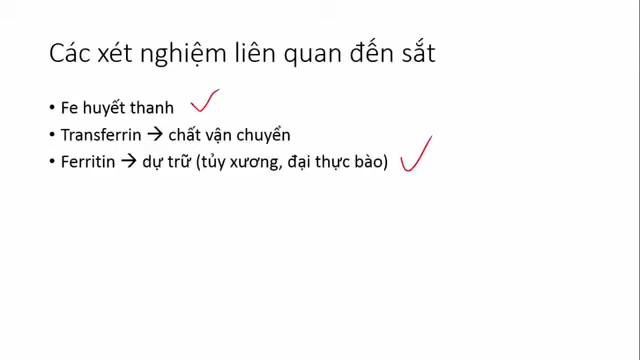 Các xét nghiệm liên quan đến sắt
• Fe huyết thanh
• Transferrin → chất vận chuyển
• Ferritin → dự trữ (tủy xương, đại thực bào)